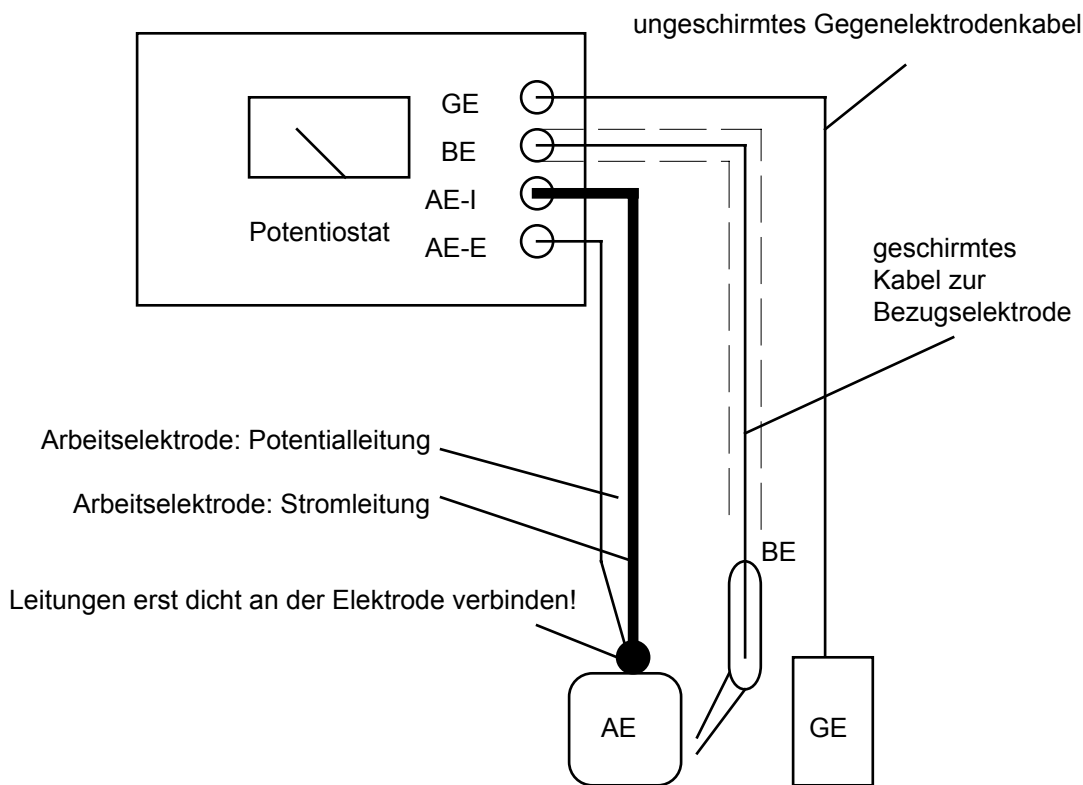 ungeschirmtes Gegenelektrodenkabel
GE
BE
AE-I
AE-E
Potentiostat
geschirmtes
Kabel zur
Bezugselektrode
Arbeitselektrode: Potentialleitung
Arbeitselektrode: Stromleitung
BE
Leitungen erst dicht an der Elektrode verbinden!
AE
GE